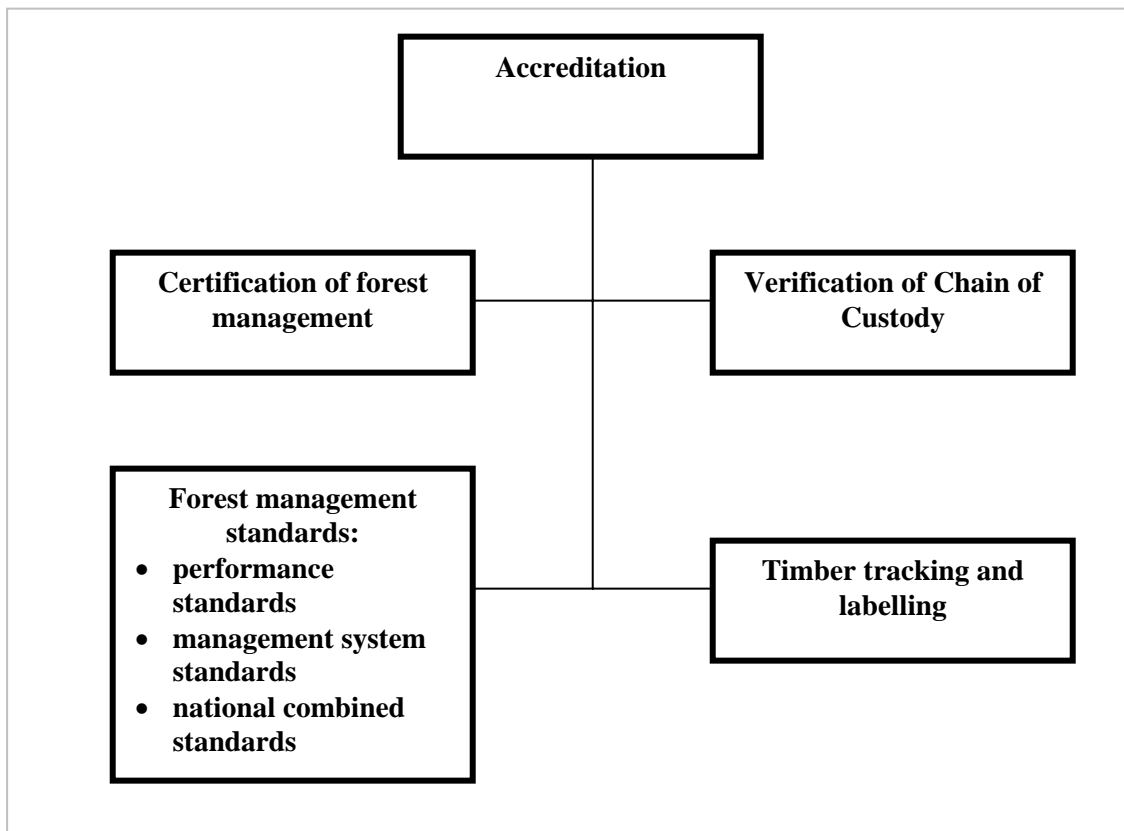 Accreditation
Certification of forest
management
Verification of Chain of
Custody
Forest management
standards:
• performance
standards
• management system
standards
• national combined
standards
Timber tracking and
labelling